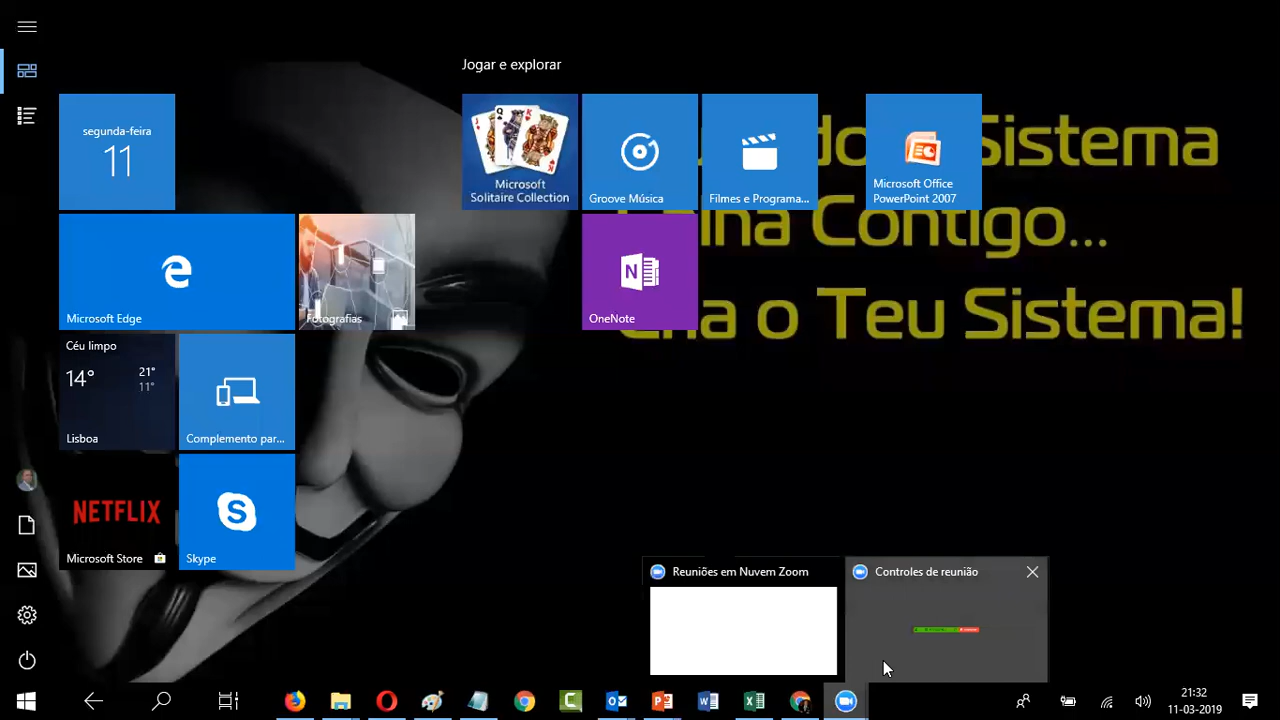 Jogar e explorar
segunda-feira
11
Microsoft
Solitaire Collection
Groove Música
Filmes e Programa...
Microsoft Office
PowerPoint 2007
Sistema
Contigo...
o Teu Sistema!
Microsoft Edge
Fotografias
OneNote
Céu limpo
14°
21°
11°
Lisboa
Complemento par...
NETFLIX
Microsoft Store
Skype
Reuniões em Nuvem Zoom
Controles de reunião
21:32
11-03-2019